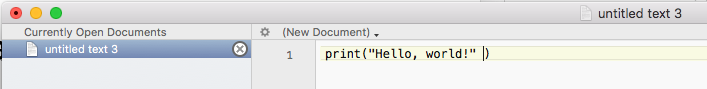 untitled text 3
Currently Open Documents
(New Document)
untitled text 3
1
print("Hello, world!" )